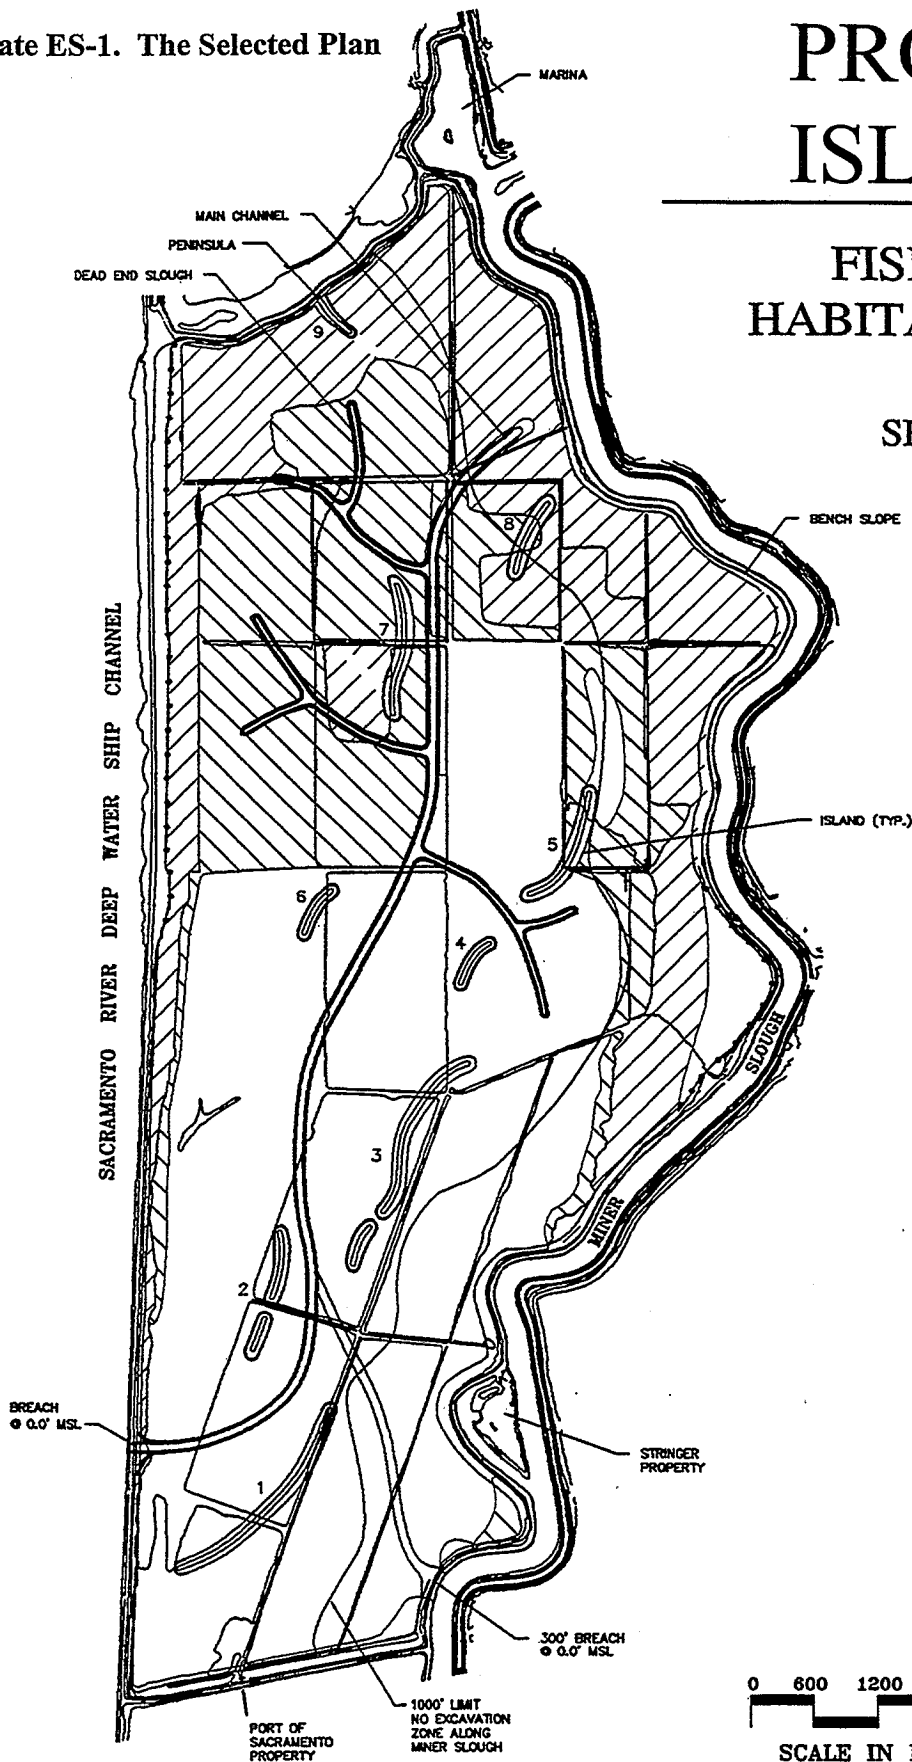 ate ES-1. The Selected Plan
PRO
ISL
FISH
HABITA
SE
MARINA
MAIN CHANNEL
PENINSULA
DEAD END SLOUGH
9
8
BENCH SLOPE
7
SACRAMENTO RIVER DEEP WATER SHIP CHANNEL
ISLAND (TYP.)
5
6
4
MINER SLOUGH
3
2
BREACH
@ 0.0' MSL
STRINGER
PROPERTY
1
300' BREACH
@ 0.0' MSL
1000' LIMIT
NO EXCAVATION
ZONE ALONG
MINER SLOUGH
PORT OF
SACRAMENTO
PROPERTY
0 600 1200
SCALE IN